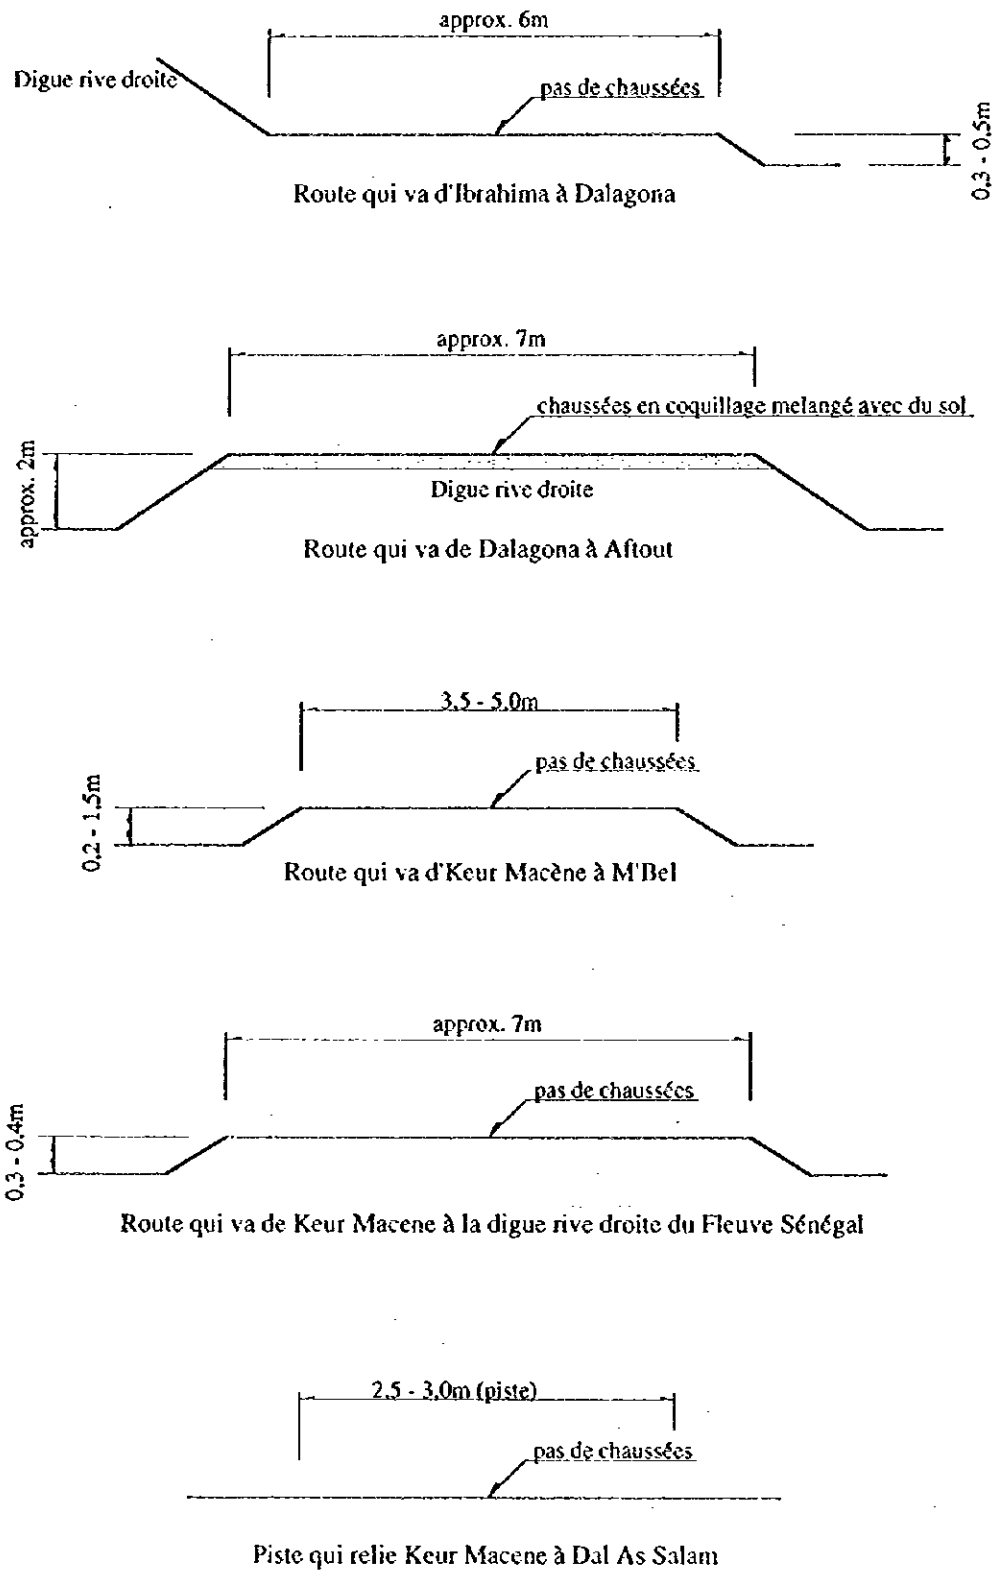 approx. 6m
Digue rive droite
pas de chaussées
0.3 - 0.5m
Route qui va d'Ibrahima à Dalagona
approx. 7m
chaussées en coquillage melangé avec du sol
approx. 2m
Digue rive droite
Route qui va de Dalagona à Aftout
3.5 - 5.0m
pas de chaussées
0.2 - 1.5m
Route qui va d'Keur Macène à M'Bel
approx. 7m
pas de chaussées
0.3 - 0.4m
Route qui va de Keur Macene à la digue rive droite du Fleuve Sénégal
2.5 - 3.0m (piste)
pas de chaussées
Piste qui relie Keur Macene à Dal As Salam